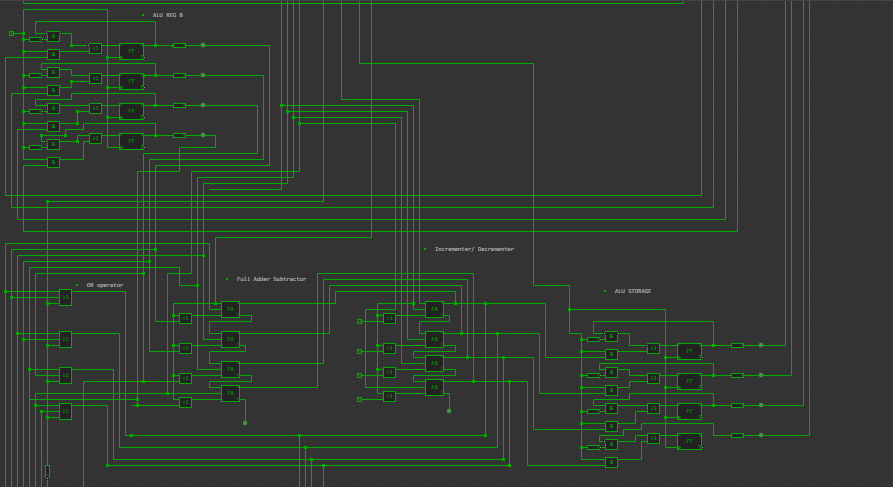 ALU REG B
&
≥1
FF
&
&
≥1
FF
&
&
≥1
FF
&
&
≥1
FF
&
Incrementer/ Decrementer
Full Adder Subtractor
OR operator
ALU STORAGE
≥1
FA
FA
=1
=1
≥1
FA
FA
&
≥1
FF
=1
=1
&
FA
FA
&
≥1
FF
≥1
=1
=1
&
FA
FA
&
≥1
FF
=1
=1
≥1
&
&
≥1
FF
&